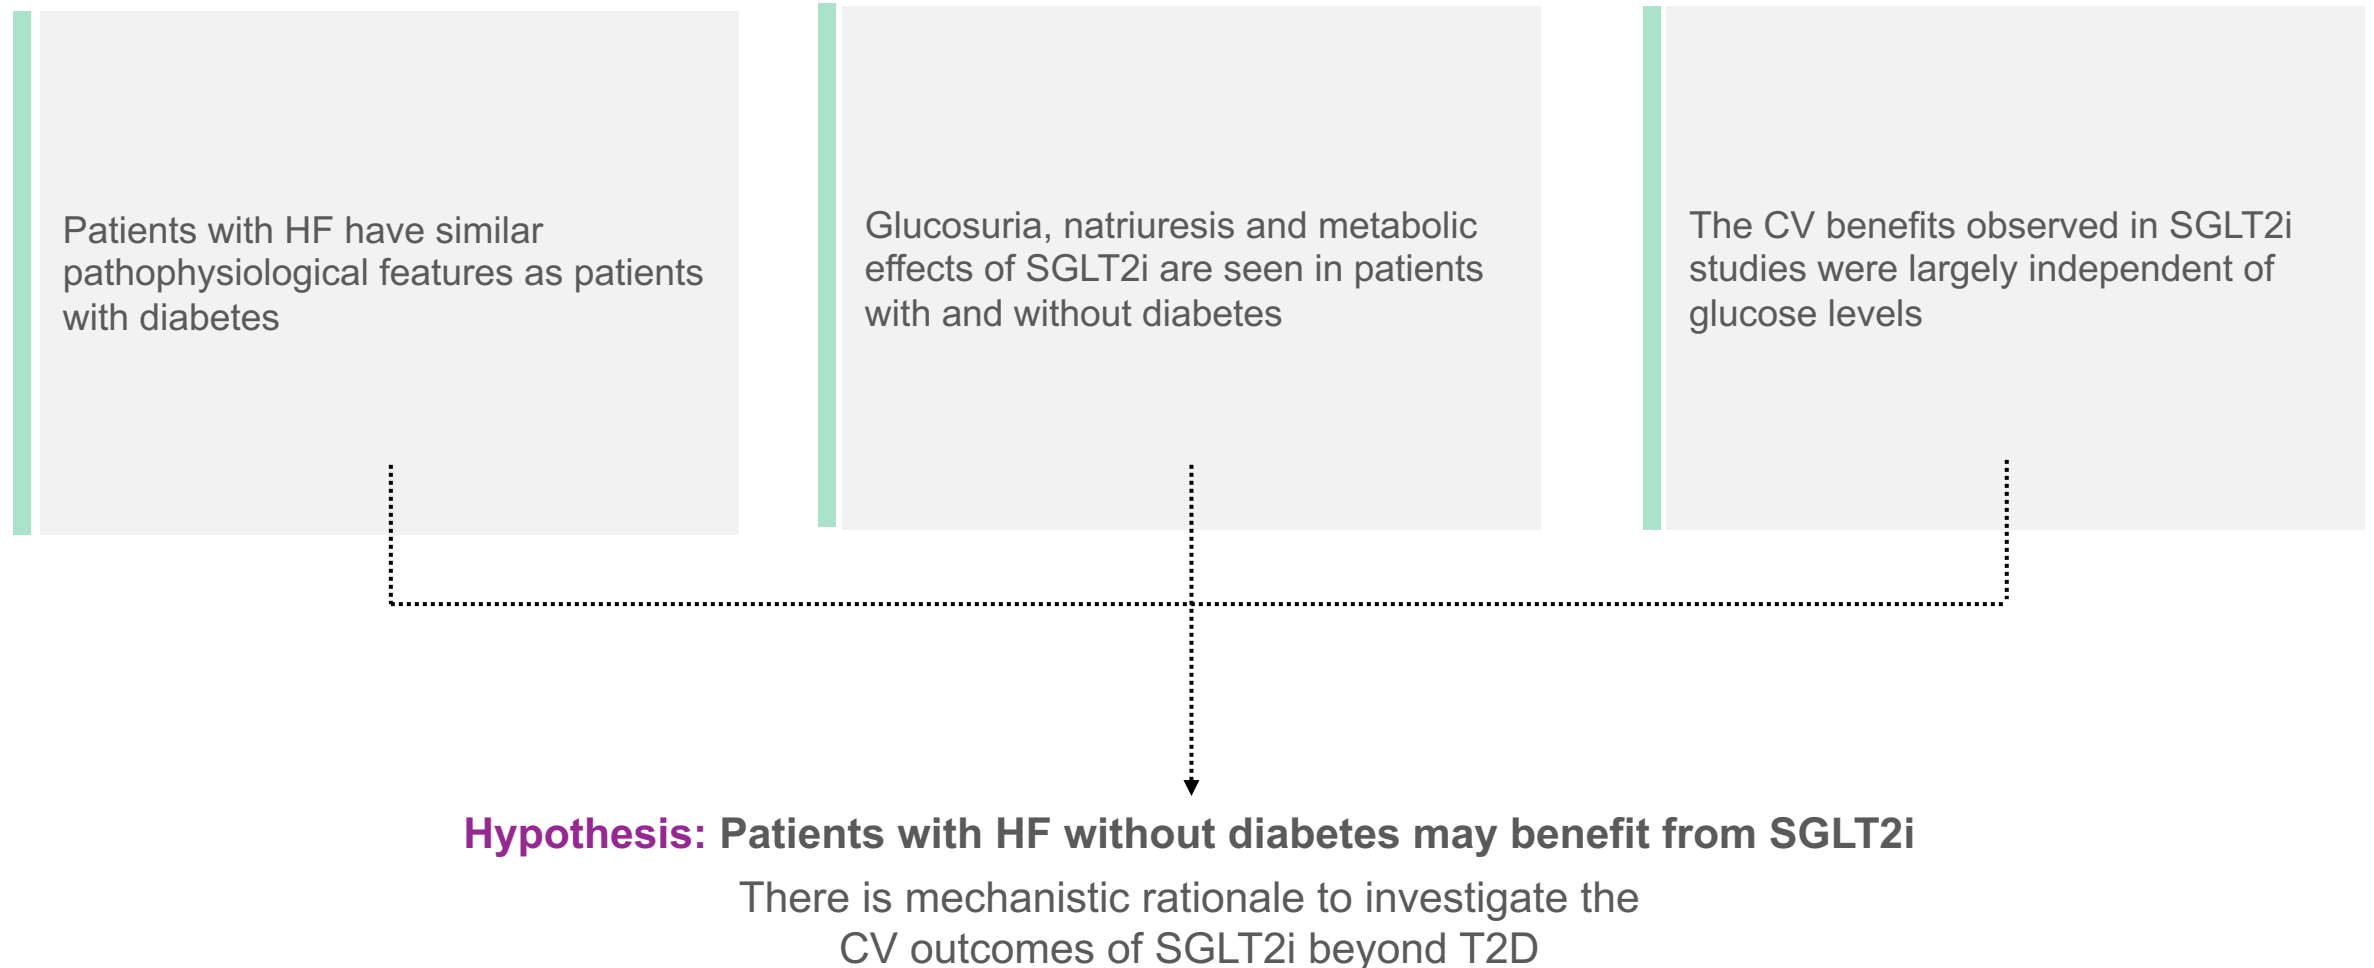 Patients with HF have similar
pathophysiological features as patients
with diabetes
Glucosuria, natriuresis and metabolic
effects of SGLT2i are seen in patients
with and without diabetes
The CV benefits observed in SGLT2i
studies were largely independent of
glucose levels
Hypothesis: Patients with HF without diabetes may benefit from SGLT2i
There is mechanistic rationale to investigate the
CV outcomes of SGLT2i beyond T2D